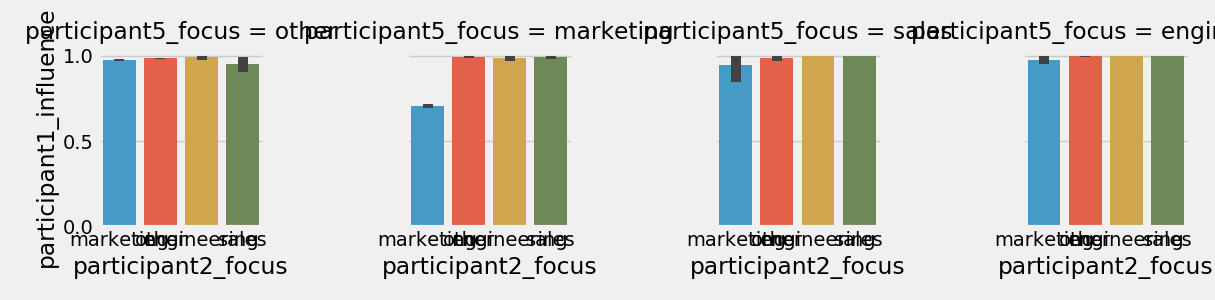 participant5_focus = other
participant5_focus = marketing
participant5_focus = sales
participant5_focus = engin
participant1_influence
1.0
0.5
0.0
marketing other engineering sales
marketing other engineering sales
marketing other engineering sales
marketing other engineering sales
participant2_focus
participant2_focus
participant2_focus
participant2_focus